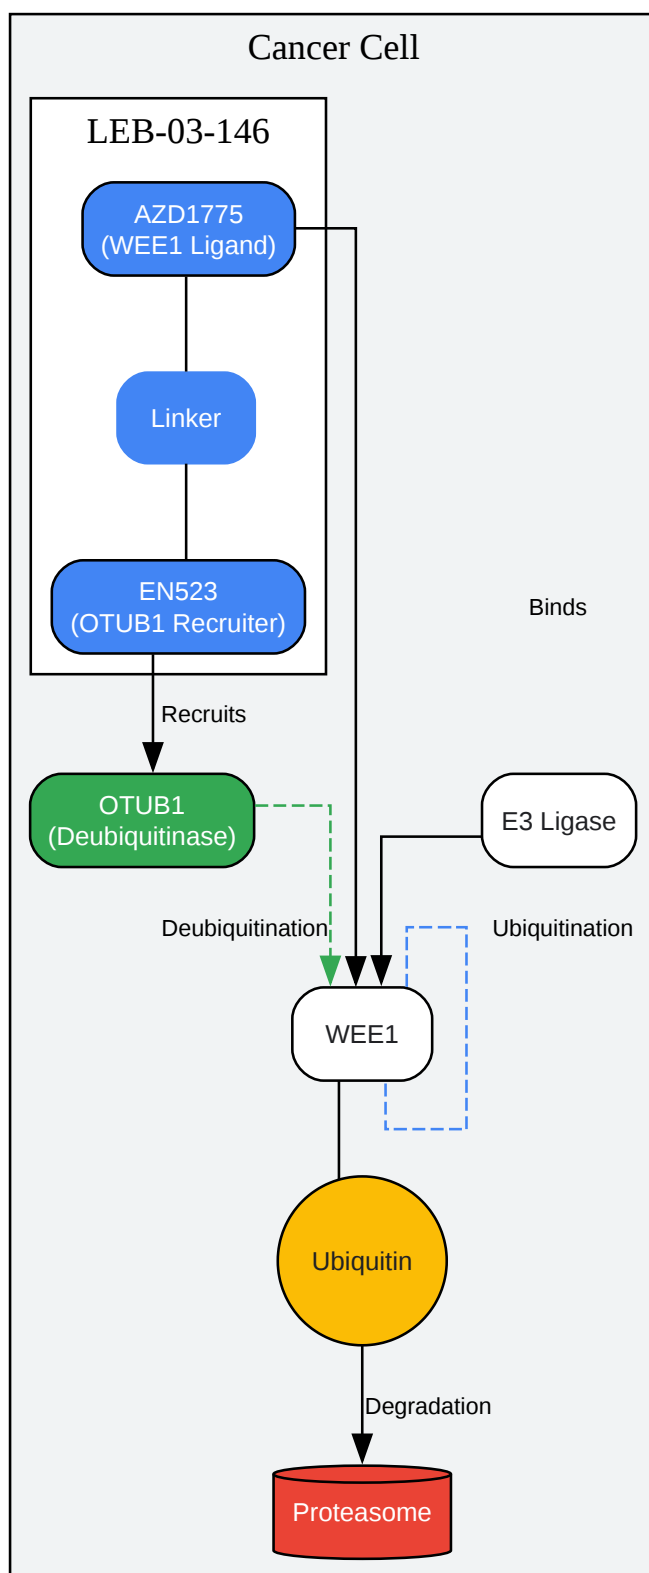 Cancer Cell
LEB-03-146
AZD1775
(WEE1 Ligand)
Linker
EN523
(OTUB1 Recruiter)
Binds
Recruits
OTUB1
(Deubiquitinase)
E3 Ligase
Deubiquitination
Ubiquitination
WEE1
Ubiquitin
Degradation
Proteasome